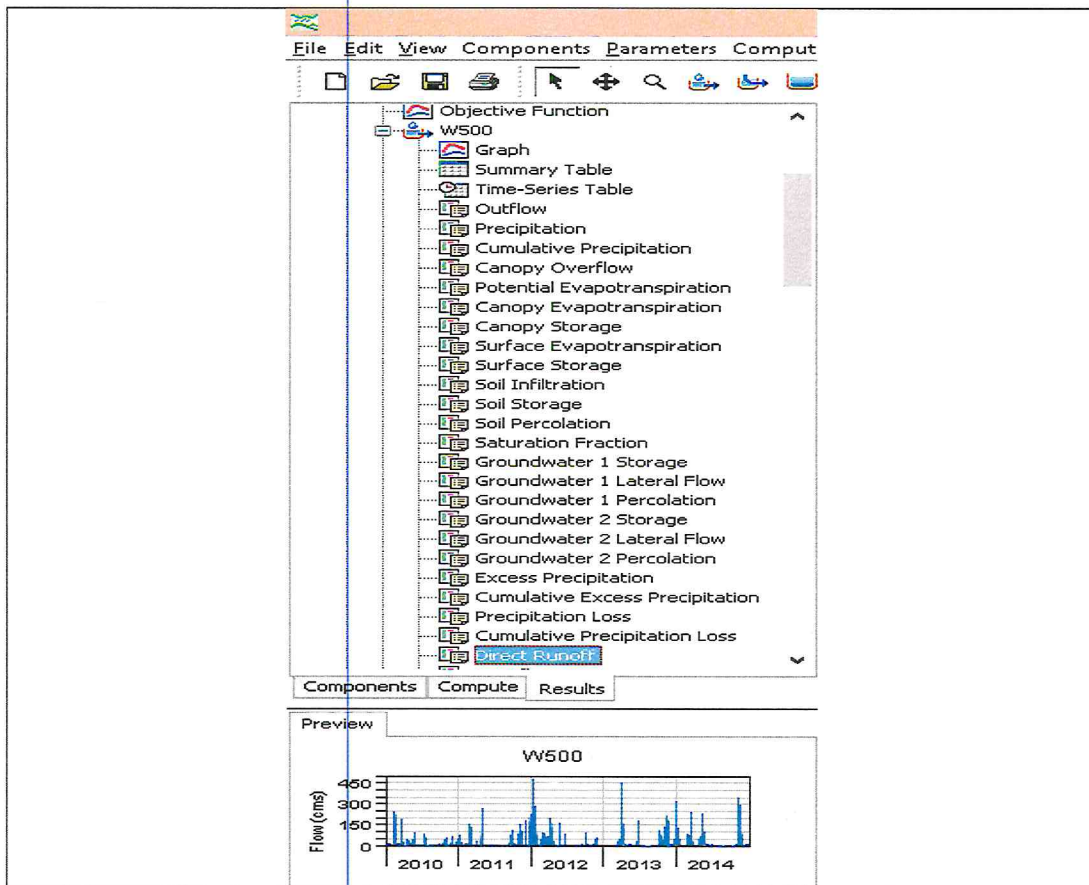 File Edit View Components Parameters Comput
Objective Function
W500
Graph
Summary Table
Time-Series Table
Outflow
Precipitation
Cumulative Precipitation
Canopy Overflow
Potential Evapotranspiration
Canopy Evapotranspiration
Canopy Storage
Surface Evapotranspiration
Surface Storage
Soil Infiltration
Soil Storage
Soil Percolation
Saturation Fraction
Groundwater 1 Storage
Groundwater 1 Lateral Flow
Groundwater 1 Percolation
Groundwater 2 Storage
Groundwater 2 Lateral Flow
Groundwater 2 Percolation
Excess Precipitation
Cumulative Excess Precipitation
Precipitation Loss
Cumulative Precipitation Loss
Direct Runoff
Components Compute Results
Preview
W500
Flow (cms)
450
300
150
0
2010 2011 2012 2013 2014